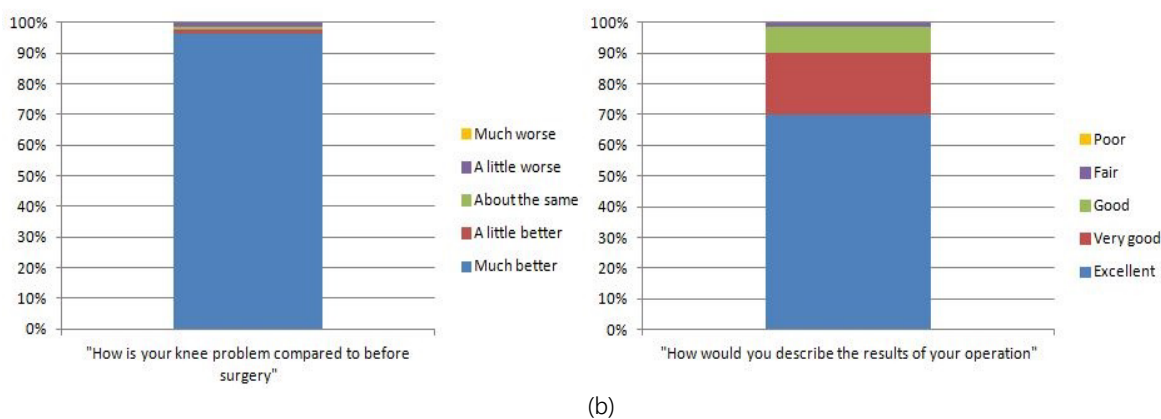 100%
90%
80%
70%
60%
50%
40%
30%
20%
10%
0%
Much worse
A little worse
About the same
A little better
Much better
"How is your knee problem compared to before
surgery"
100%
90%
80%
70%
60%
50%
40%
30%
20%
10%
0%
Poor
Fair
Good
Very good
Excellent
"How would you describe the results of your operation"
(b)